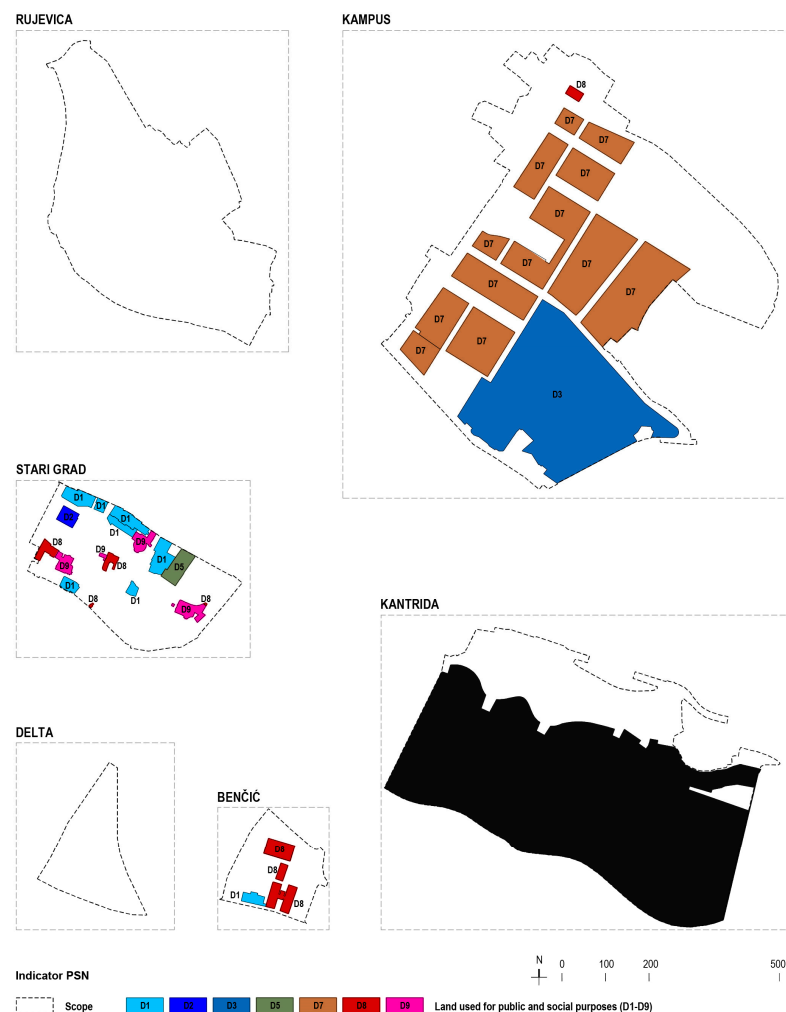 RUJEVICA
KAMPUS
D8
D7
D7
D7
D7
D7
D7
D7
D7
D7
D7
D7
D7
D7
D3
STARI GRAD
D1
D1
D1
D2
D1
D9
D8
D9
D8
D1
D9
D5
D1
D1
D8
D9
D8
KANTRIDA
DELTA
BENČIĆ
D8
D8
D1
D8
Indicator PSN
N 0 100 200 500
Scope D1 D2 D3 D5 D7 D8 D9 Land used for public and social purposes (D1-D9)